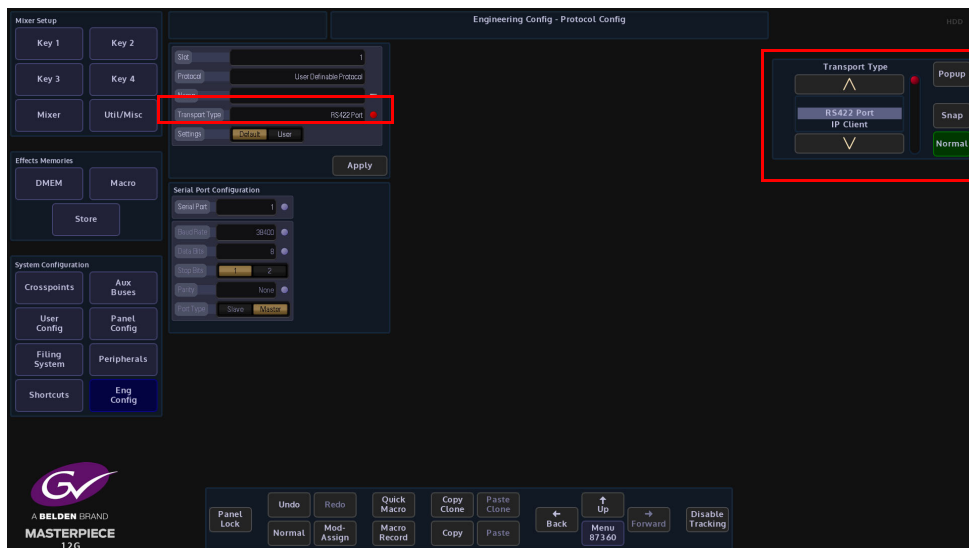 Mixer Setup
Key 1
Key 2
Key 3
Key 4
Mixer
Util/Misc
Effects Memories
DMEM
Macro
Store
System Configuration
Crosspoints
Aux
Buses
User
Config
Panel
Config
Filing
System
Peripherals
Shortcuts
Eng
Config
GV
A BELDEN BRAND
MASTERPIECE
12G
Engineering Config - Protocol Config
HDD
Slot 1
Protocol User Definable Protocol
Name
Transport Type RS422 Port
Settings Default User
Apply
Serial Port Configuration
Serial Port 1
Baud Rate 38400
Data Bits 8
Stop Bits 1 2
Parity None
Port Type Slave Master
Transport Type
RS422 Port
IP Client
Popup
Snap
Normal
Panel
Lock
Undo
Redo
Normal
Mod-
Assign
Quick
Macro
Macro
Record
Copy
Clone
Paste
Clone
Copy
Paste
Back
Up
Menu
87360
Forward
Disable
Tracking